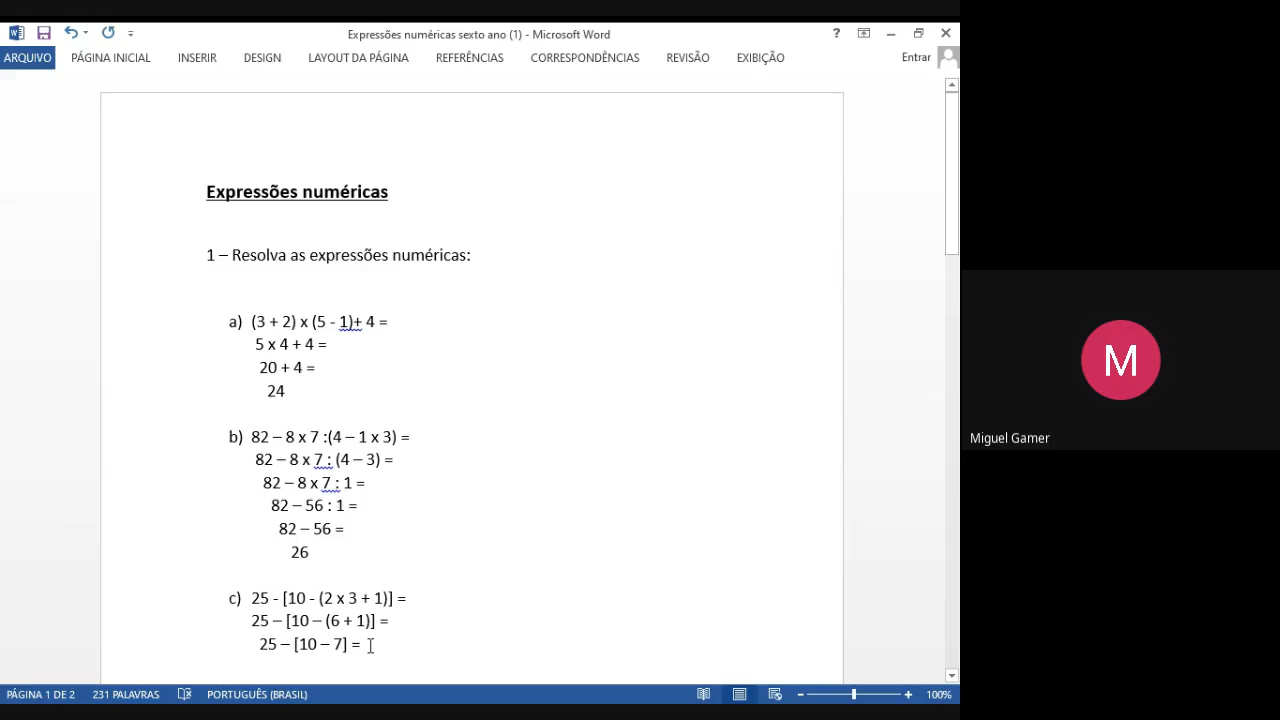 Expressões numéricas sexto ano (1) - Microsoft Word
?
ARQUIVO PÁGINA INICIAL INSERIR DESIGN LAYOUT DA PÁGINA REFERÊNCIAS CORRESPONDÊNCIAS REVISÃO EXIBIÇÃO Entrar
Expressões numéricas
1 – Resolva as expressões numéricas:
a) (3 + 2) x (5 - 1)+ 4 =
5 x 4 + 4 =
20 + 4 =
24
b) 82 – 8 x 7 :(4 – 1 x 3) =
82 – 8 x 7 : (4 – 3) =
82 – 8 x 7 : 1 =
82 – 56 : 1 =
82 – 56 =
26
c) 25 - [10 - (2 x 3 + 1)] =
25 – [10 – (6 + 1)] =
25 – [10 – 7] =
M
Miguel Gamer
PÁGINA 1 DE 2 231 PALAVRAS PORTUGUÊS (BRASIL) 100%